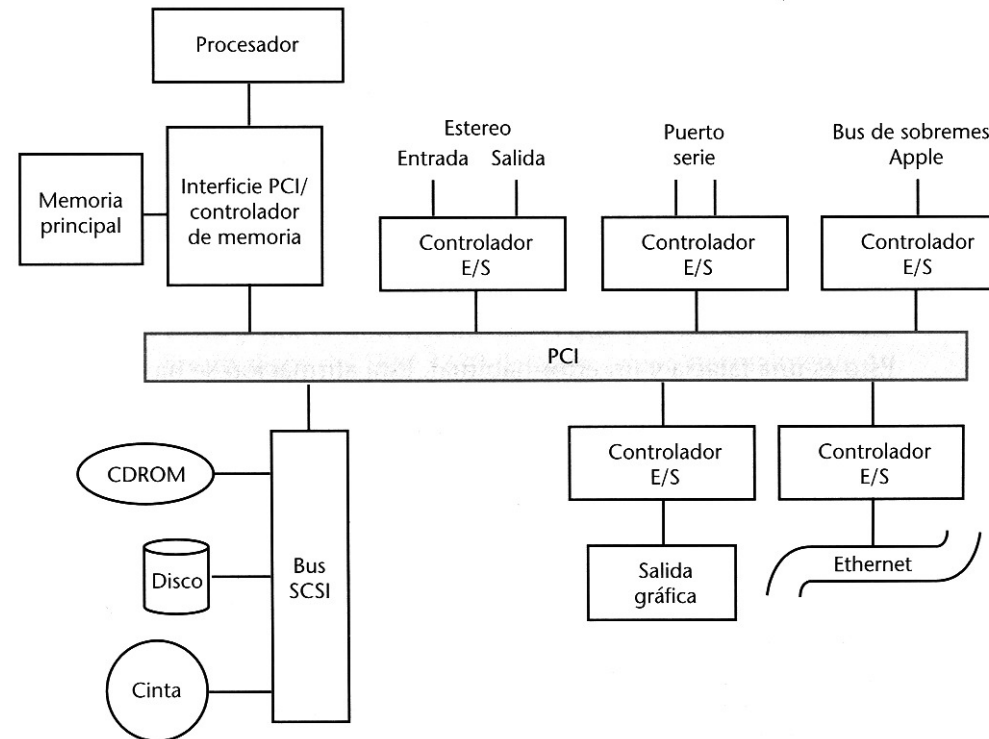 Procesador
Estereo
Entrada Salida
Puerto
serie
Bus de sobremes
Apple
Memoria
principal
Interficie PCI/
controlador
de memoria
Controlador
E/S
Controlador
E/S
Controlador
E/S
PCI
Controlador
E/S
Controlador
E/S
CDROM
Disco
Cinta
Bus
SCSI
Salida
gráfica
Ethernet